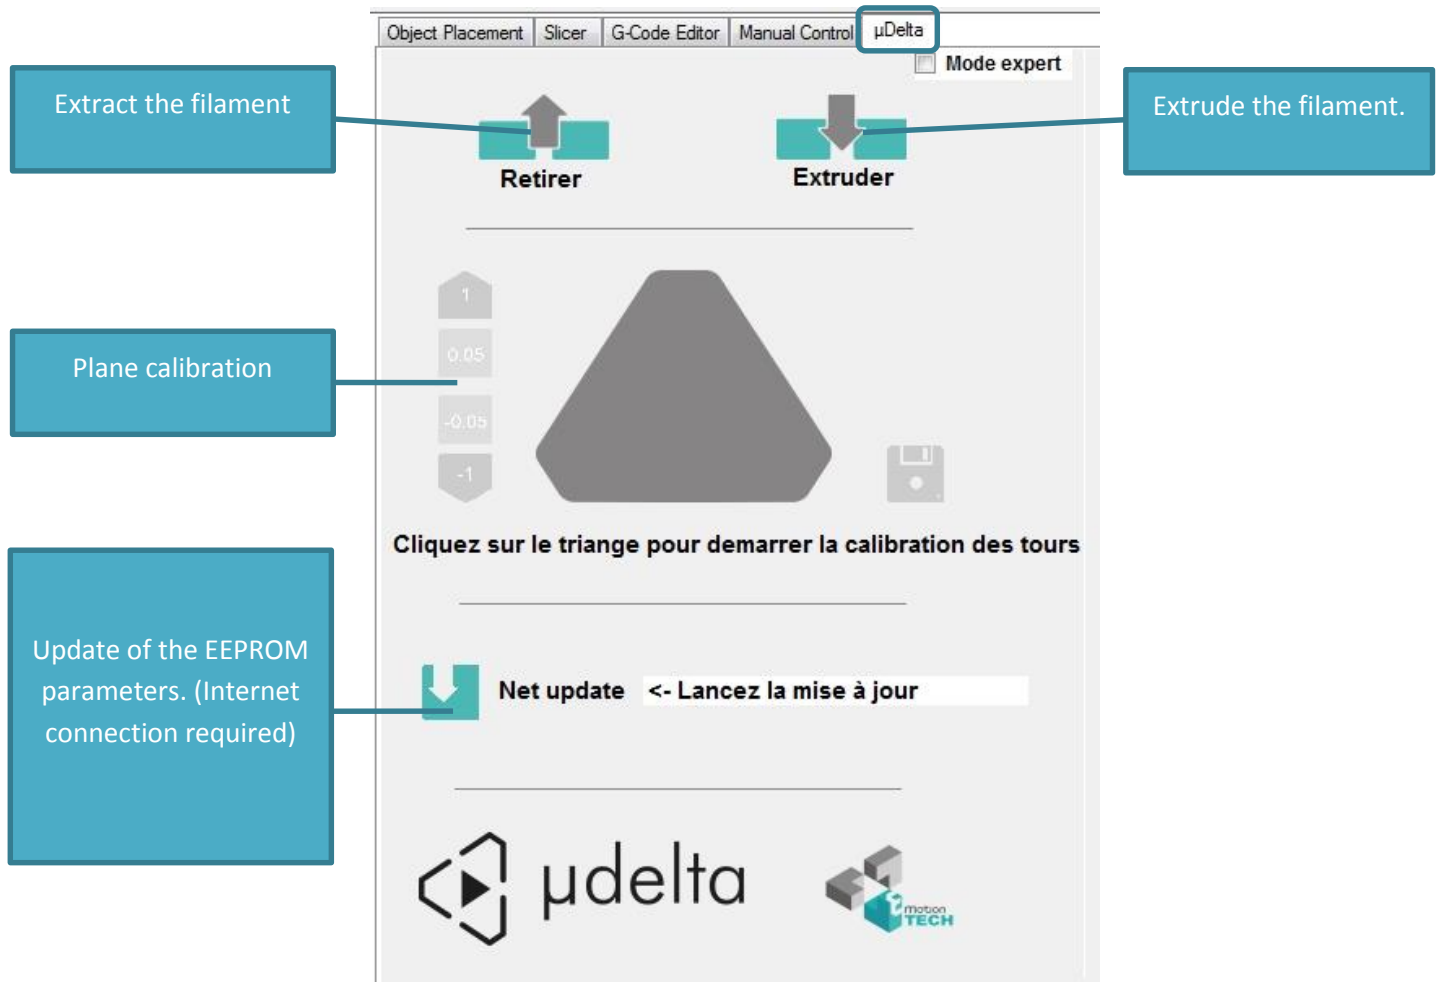 Object Placement Slicer G-Code Editor Manual Control µDelta
Mode expert
Extract the filament
Extrude the filament.
Retirer
Extruder
1
0.05
Plane calibration
-0.05
-1
Cliquez sur le triange pour demarrer la calibration des tours
Update of the EEPROM
parameters. (Internet
connection required)
Net update <- Lancez la mise à jour
µdelta
motion
TECH